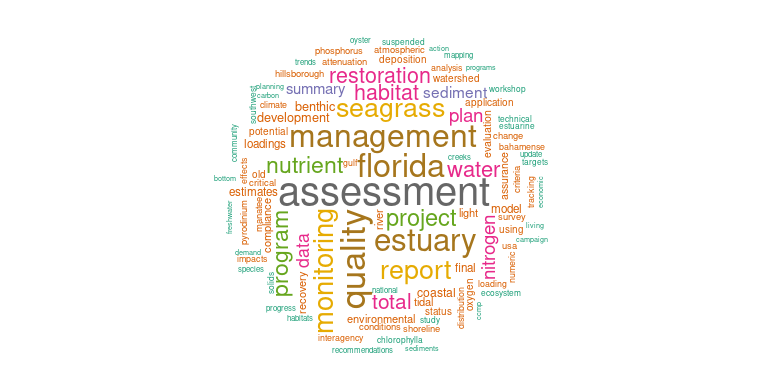 oyster
suspended
action
phosphorus
atmospheric
mapping
trends
attenuation
deposition
hillsborough
restoration
analysis
programs
watershed
planning
summary
habitat
sediment
workshop
carbon
southwest
climate
benthic
seagrass
application
development
plan
technical
community
potential
management
evaluation
estuarine
change
loadings
bahamense
update
nutrient
gulf
florida
creeks
water
assurance
targets
bottom
effects
old
critical
criteria
economic
estimates
assessment
tracking
freshwater
pyrodinium
manatee
compliance
program
data
monitoring
quality
river
project
light
model
survey
nitrogen
using
living
campaign
estuary
usa
numeric
demand
impacts
species
solids
recovery
report
final
loading
oxygen
distribution
ecosystem
ccmp
national
total
coastal
tidal
status
progress
habitats
environmental
study
conditions
shoreline
interagency
chlorophylla
recommendations
sediments